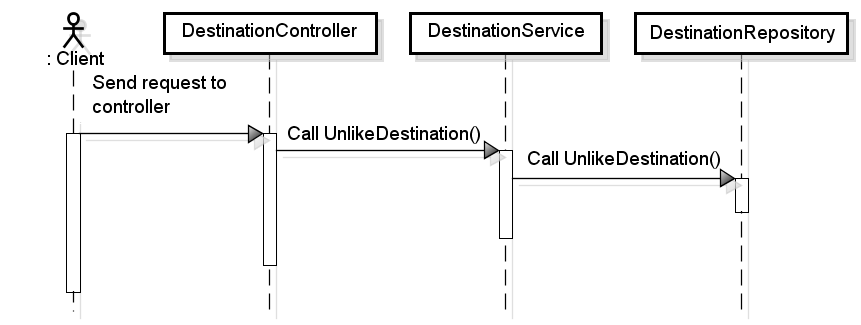 DestinationController
DestinationService
DestinationRepository
: Client
Send request to
controller
Call UnlikeDestination()
Call UnlikeDestination()